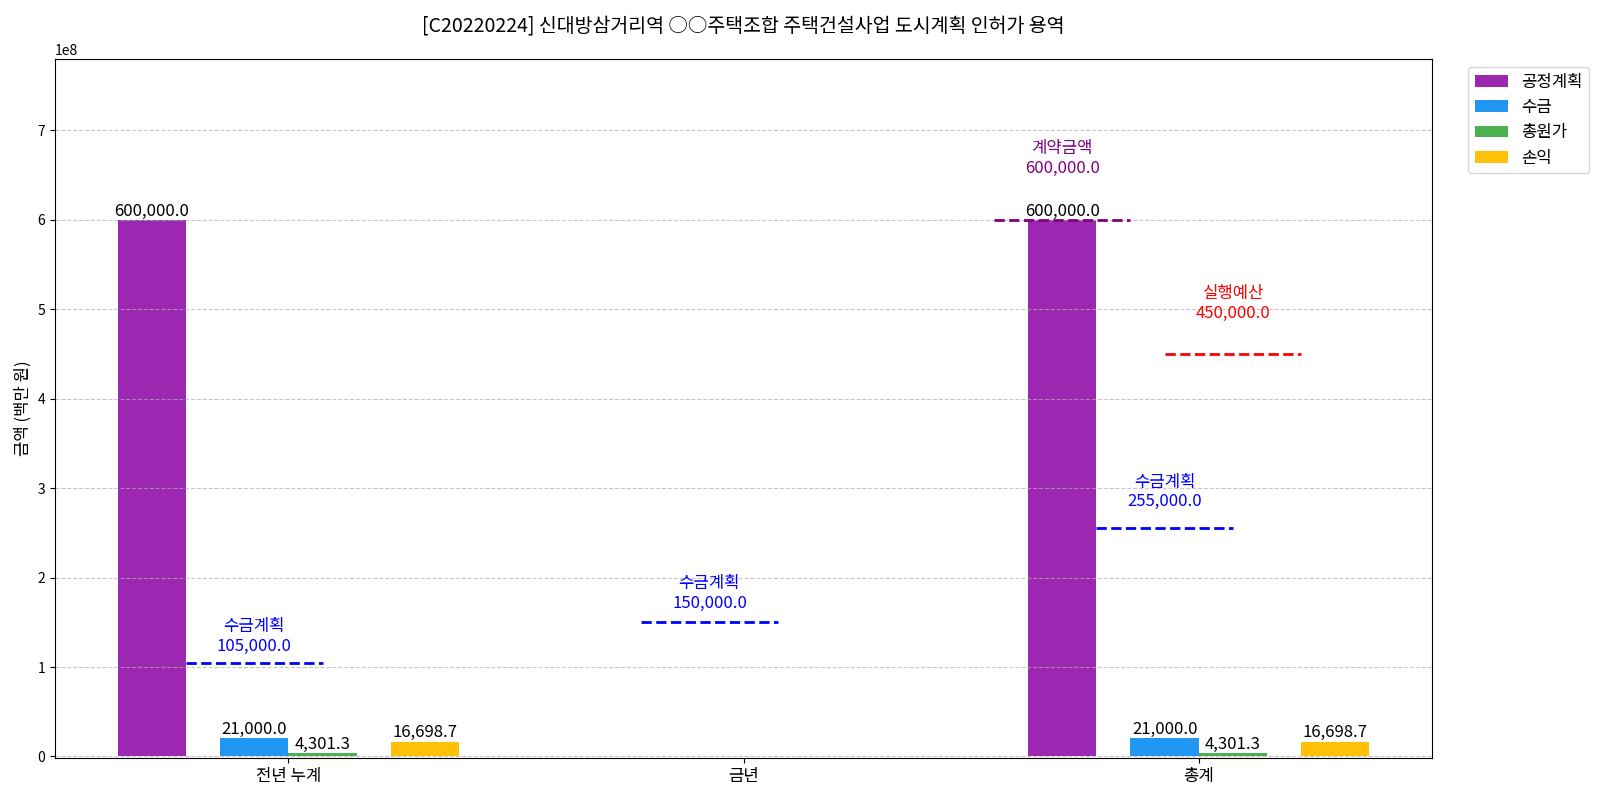 [C20220224] 신대방삼거리역 ○○주택조합 주택건설사업 도시계획 인허가 용역
1e8
공정계획
수금
총원가
손익
금액 (백만 원)
7
6
5
4
3
2
1
0
계약금액
600,000.0
600,000.0
600,000.0
실행예산
450,000.0
수금계획
255,000.0
수금계획
150,000.0
수금계획
105,000.0
21,000.0
4,301.3
16,698.7
21,000.0
4,301.3
16,698.7
전년 누계
금년
총계